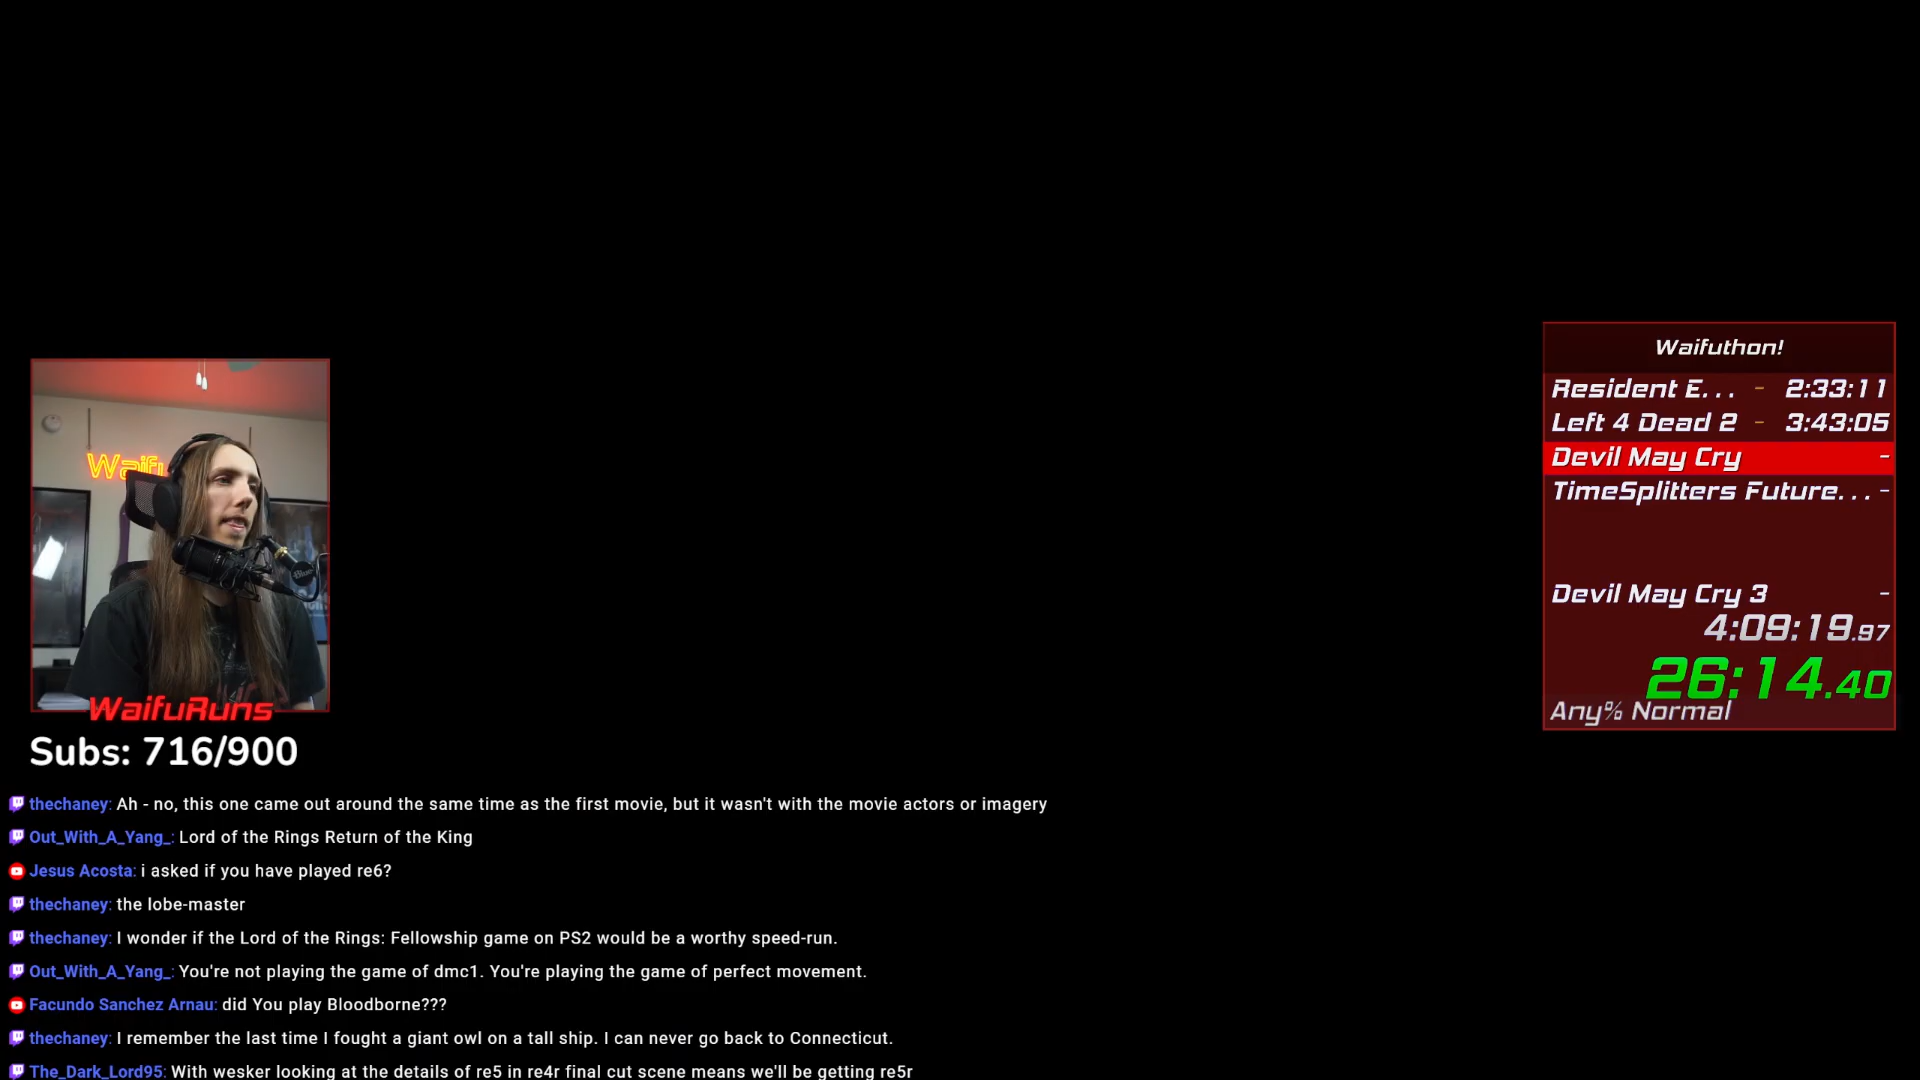 Waifuthon!
Resident E... - 2:33:11
Left 4 Dead 2 - 3:43:05
Devil May Cry -
TimeSplitters Future... -
Devil May Cry 3 -
4:09:19.97
26:14.40
Any% Normal
Waifu
WaifuRuns
Subs: 716/900
thechaney: Ah - no, this one came out around the same time as the first movie, but it wasn't with the movie actors or imagery
Out_With_A_Yang_: Lord of the Rings Return of the King
Jesus Acosta: i asked if you have played re6?
thechaney: the lobe-master
thechaney: I wonder if the Lord of the Rings: Fellowship game on PS2 would be a worthy speed-run.
Out_With_A_Yang_: You're not playing the game of dmc1. You're playing the game of perfect movement.
Facundo Sanchez Arnau: did You play Bloodborne???
thechaney: I remember the last time I fought a giant owl on a tall ship. I can never go back to Connecticut.
The_Dark_Lord95: With wesker looking at the details of re5 in re4r final cut scene means we'll be getting re5r